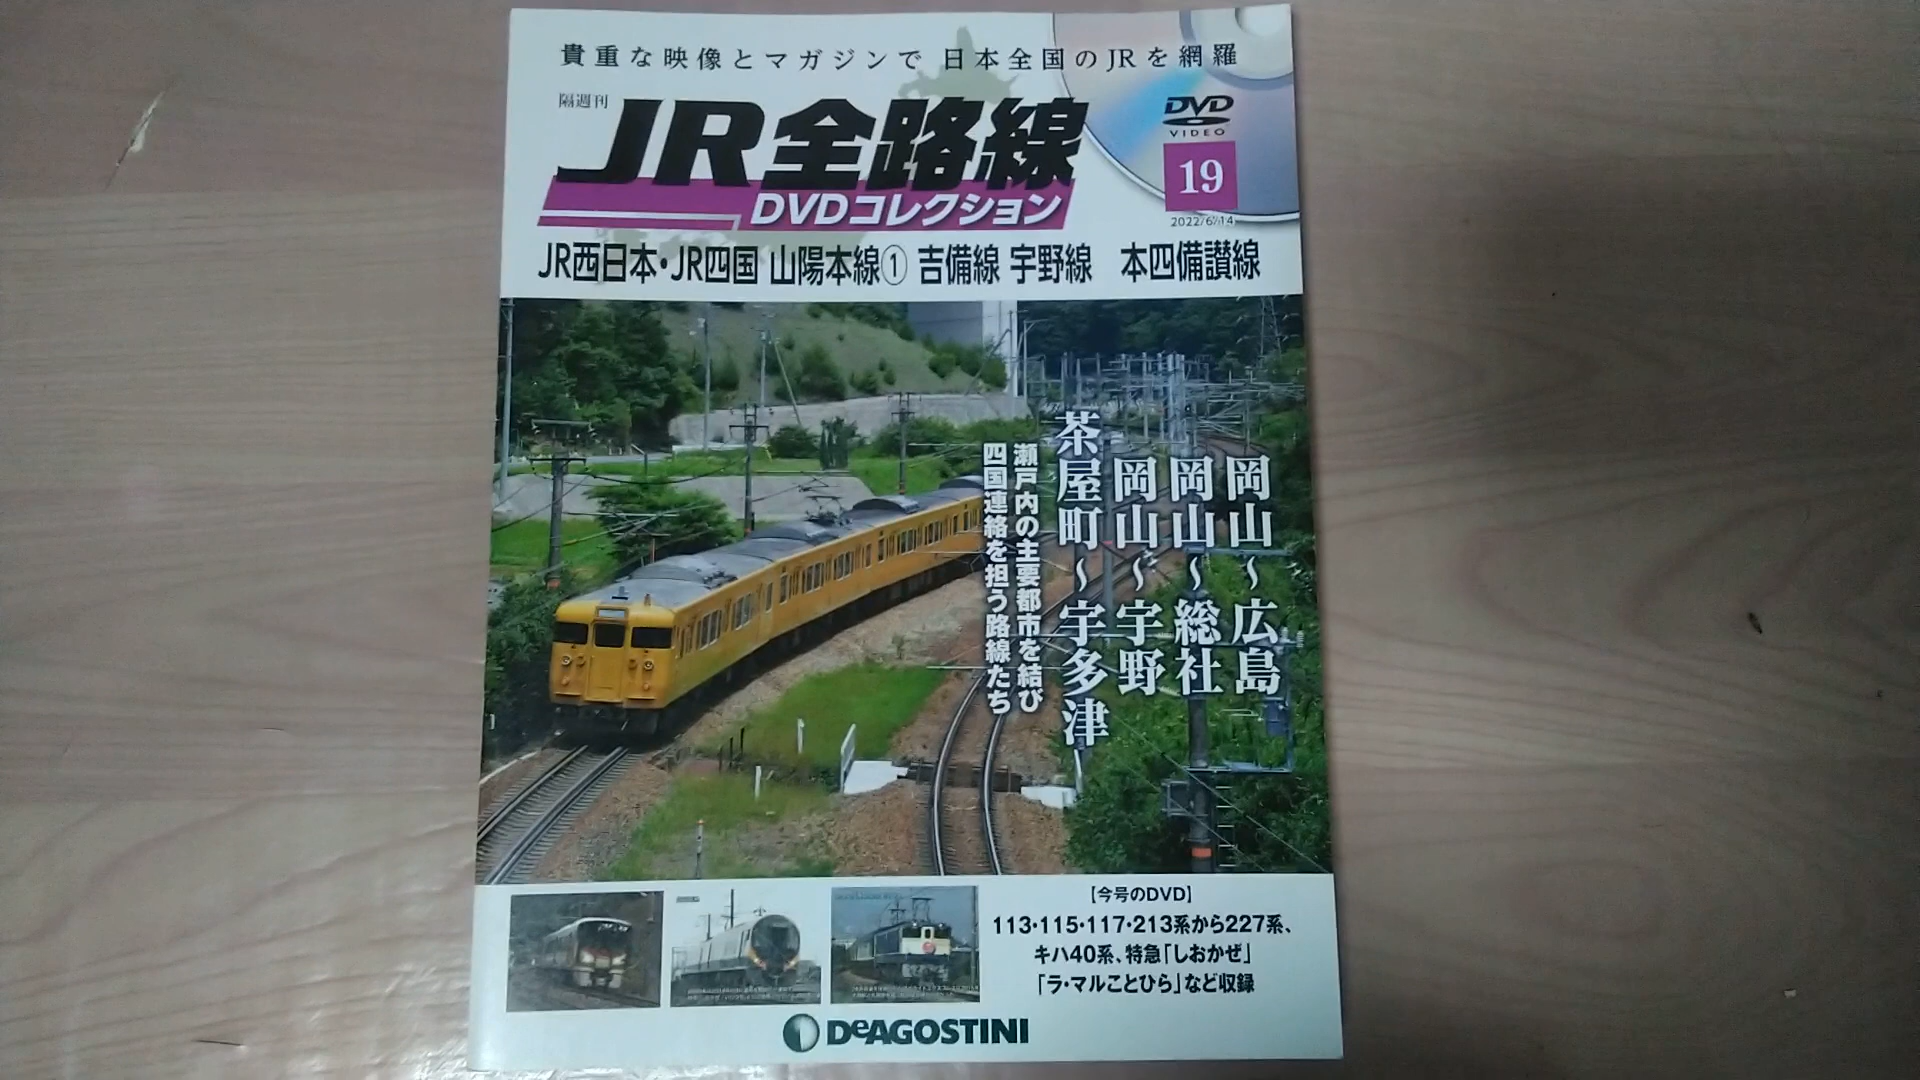 貴重な映像とマガジンで 日本全国のJRを網羅
隔週刊
JR全路線
DVDコレクション
DVD
VIDEO
19
2022/6/14
JR西日本・JR四国 山陽本線① 吉備線 宇野線 本四備讃線
岡山〜広島
岡山〜総社
岡山〜宇野
茶屋町〜宇多津
瀬戸内の主要都市を結び
四国連絡を担う路線たち
【今号のDVD】
113・115・117・213系から227系、
キハ40系、特急「しおかぜ」
「ラ・マルことひら」など収録
DeAGOSTINI